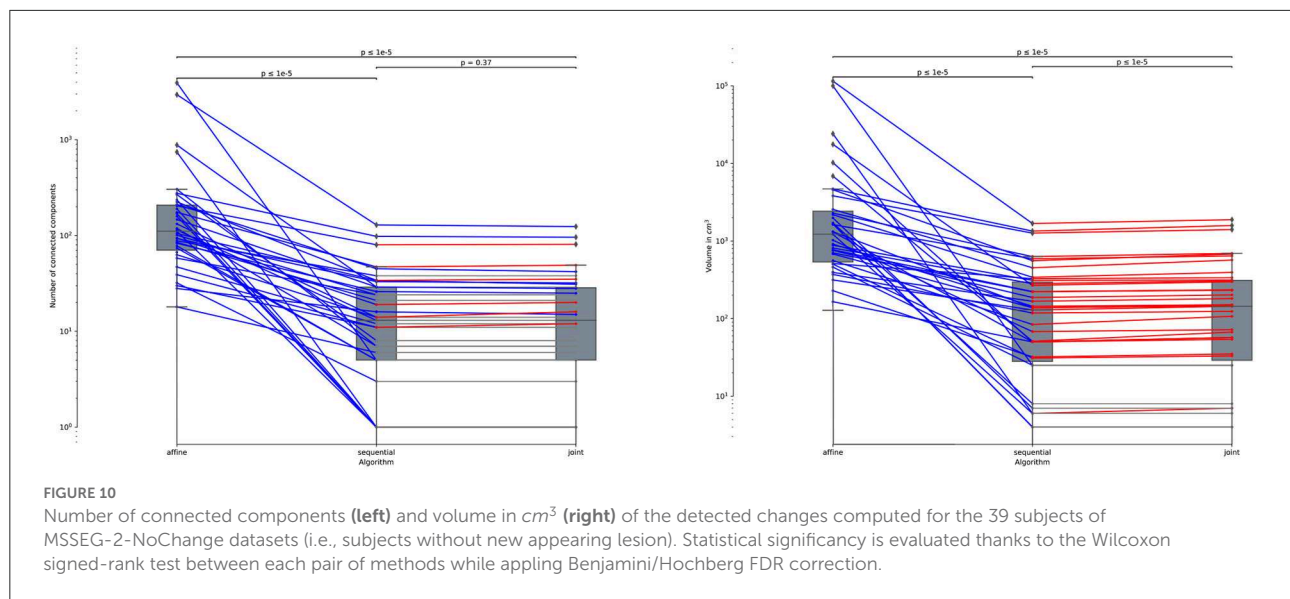 p ≤ 1e-5
p = 0.37
p ≤ 1e-5
10³
10²
10¹
10⁰
Number of connected components
affine
sequential
joint
Algorithm
p ≤ 1e-5
p ≤ 1e-5
p ≤ 1e-5
10⁵
10⁴
10³
10²
10¹
Volume in cm³
affine
sequential
joint
Algorithm
FIGURE 10
Number of connected components (left) and volume in cm³ (right) of the detected changes computed for the 39 subjects of
MSSEG-2-NoChange datasets (i.e., subjects without new appearing lesion). Statistical significancy is evaluated thanks to the Wilcoxon
signed-rank test between each pair of methods while appling Benjamini/Hochberg FDR correction.